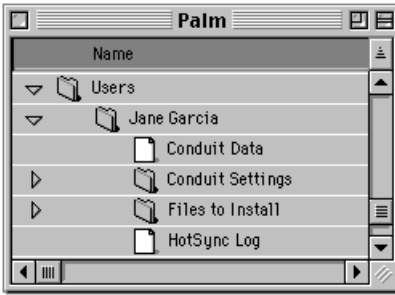 Palm
Name
Users
Jane Garcia
Conduit Data
Conduit Settings
Files to Install
HotSync Log